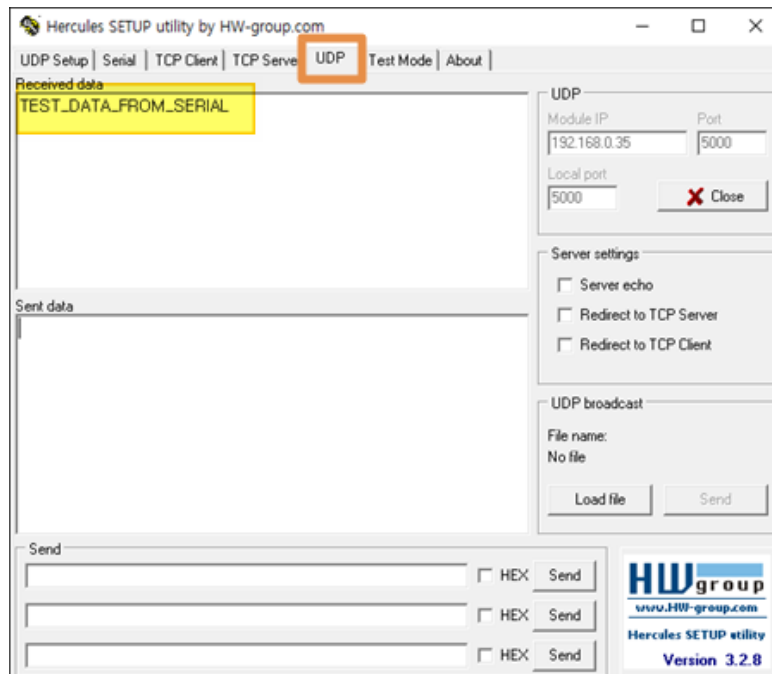 Hercules SETUP utility by HW-group.com
UDP Setup Serial TCP Client TCP Serve UDP Test Mode About
Received data
TEST_DATA_FROM_SERIAL
Sent data
UDP
Module IP Port
192.168.0.35 5000
Local port
5000 Close
Server settings
Server echo
Redirect to TCP Server
Redirect to TCP Client
UDP broadcast
File name:
No file
Load file Send
Send
HEX Send
HEX Send
HEX Send
HW group
www.HW-group.com
Hercules SETUP utility
Version 3.2.8